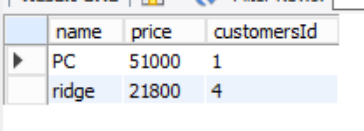 name price customersId
PC 51000 1
ridge 21800 4